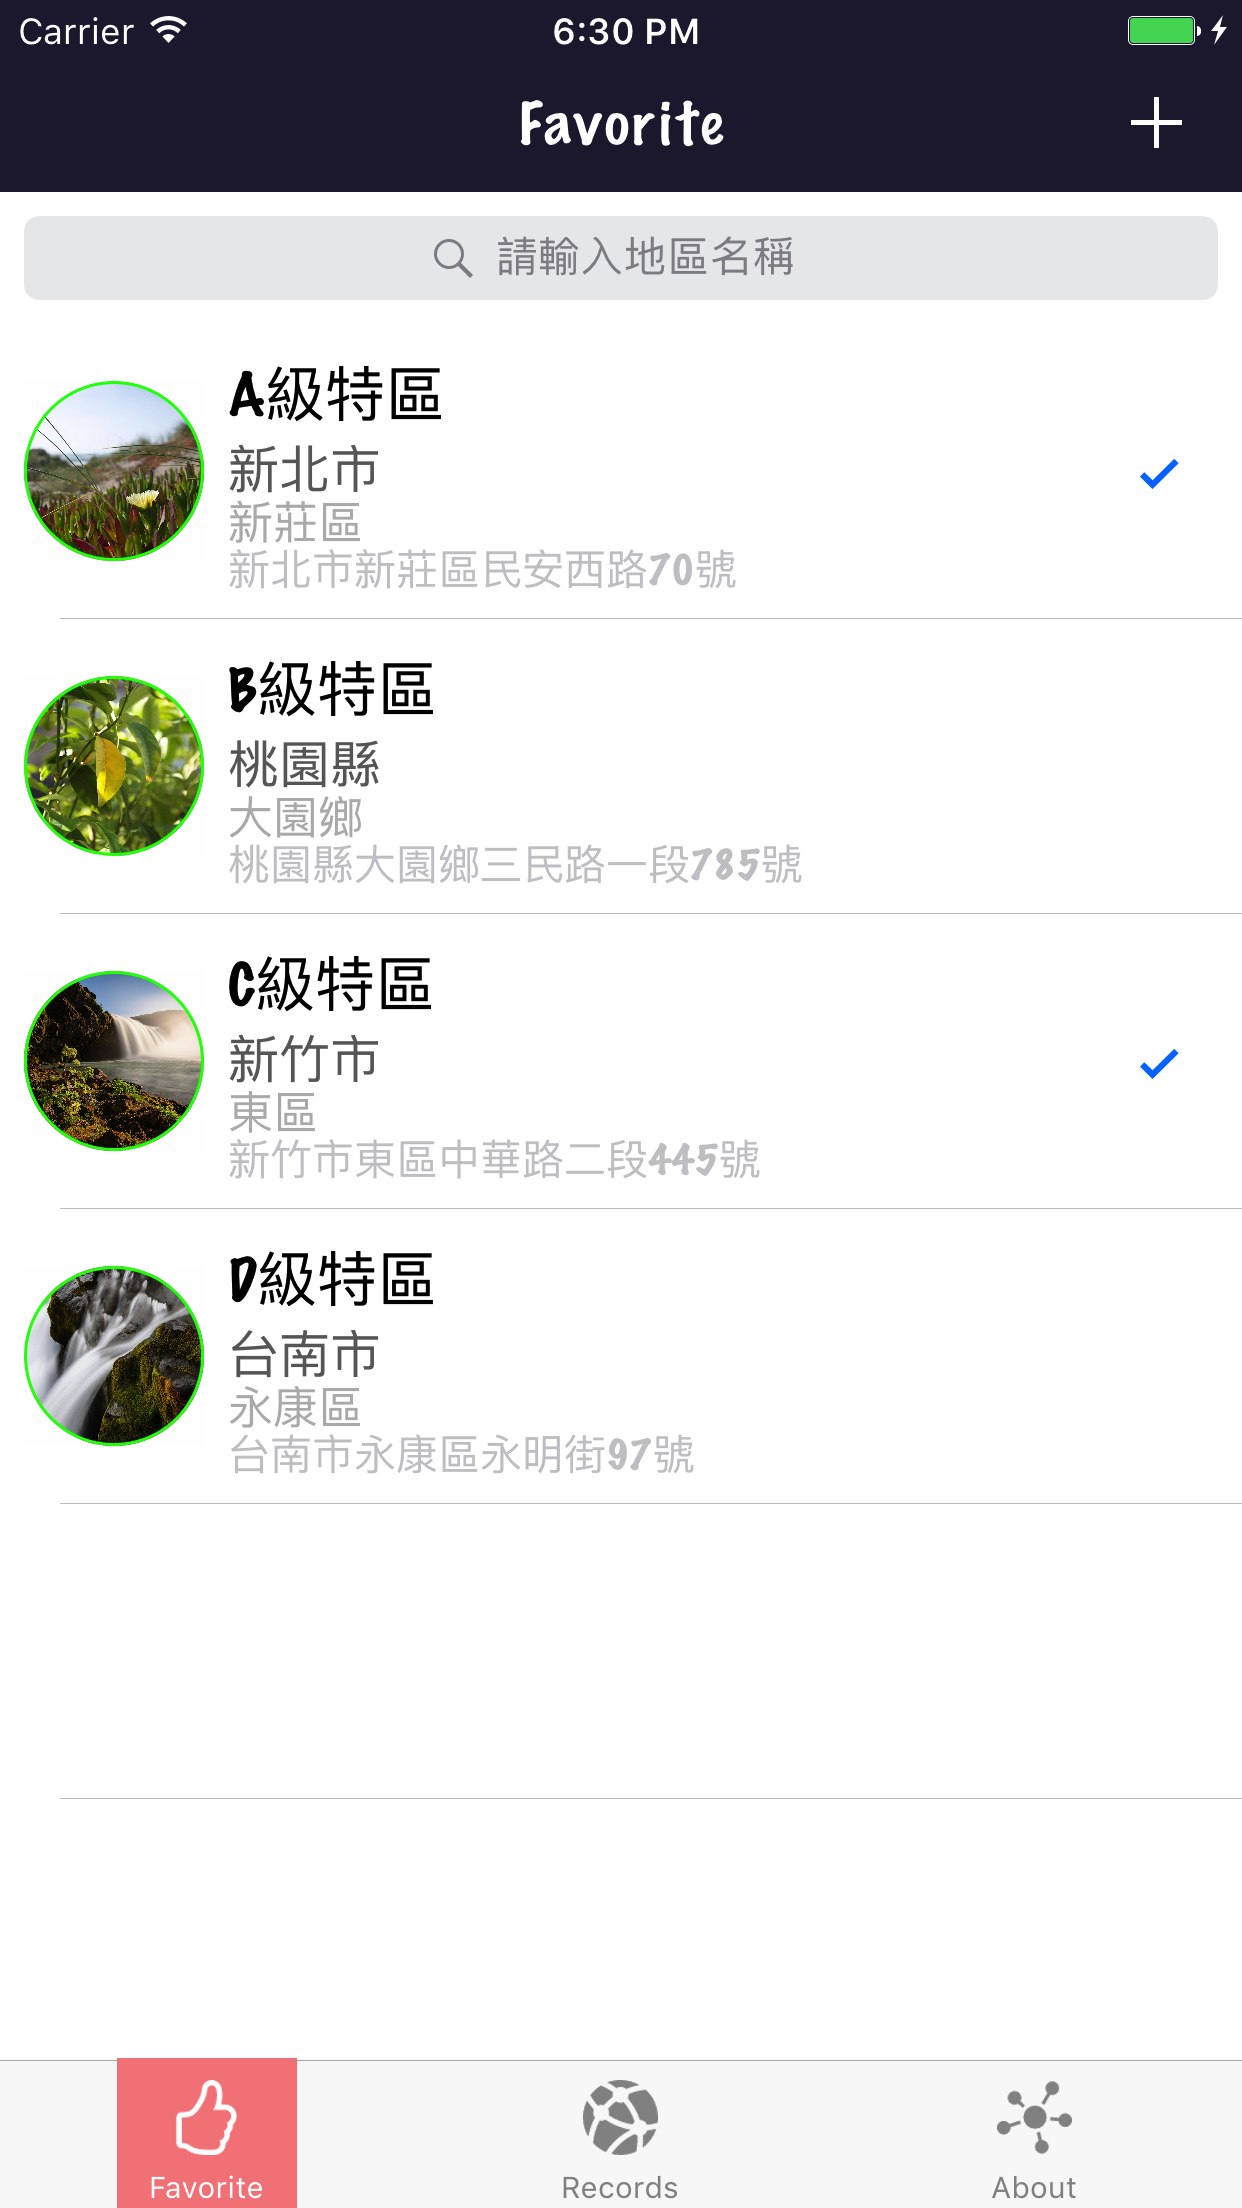 Carrier 6:30 PM
Favorite
請輸入地區名稱
A級特區
新北市
新莊區
新北市新莊區民安西路70號
B級特區
桃園縣
大園鄉
桃園縣大園鄉三民路一段785號
C級特區
新竹市
東區
新竹市東區中華路二段445號
D級特區
台南市
永康區
台南市永康區永明街97號
Favorite Records About